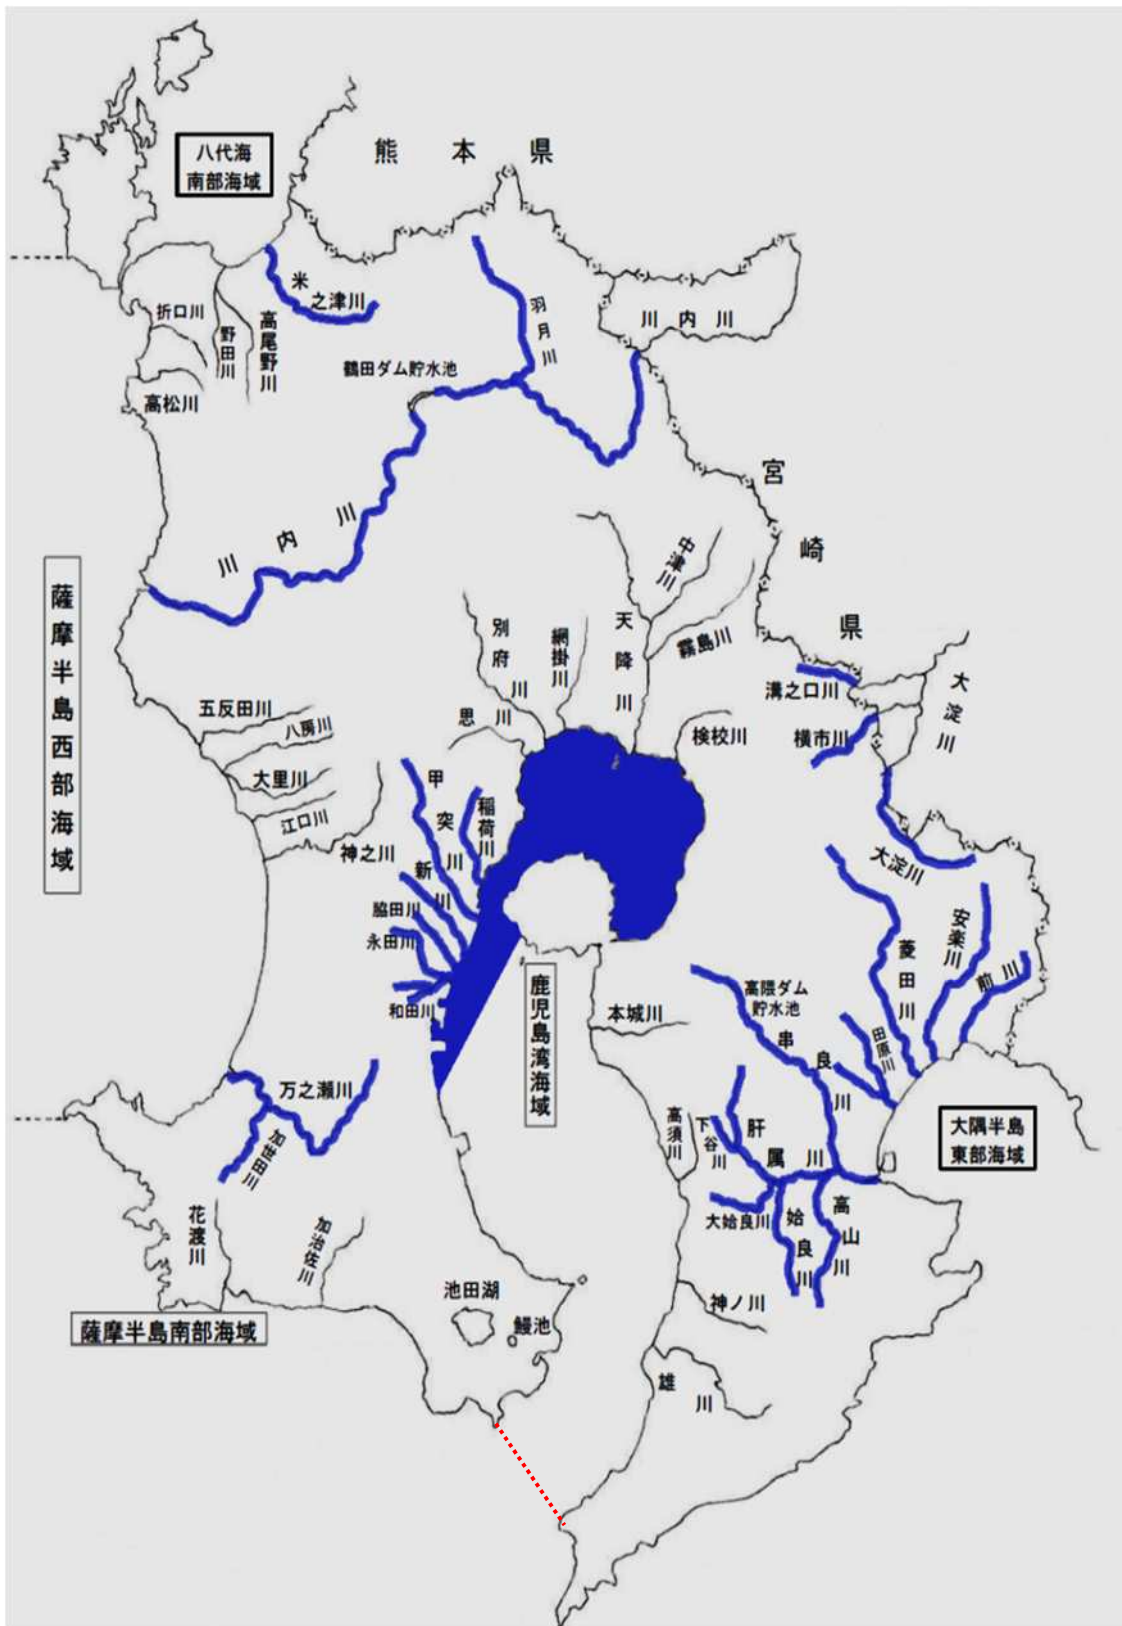 八代海
南部海域
熊本県
米之津川
折口川
野田川
高尾野川
高松川
羽月川
川内川
鶴田ダム貯水池
川内川
宮崎県
薩摩半島西部海域
中津川
霧島川
天降川
網掛川
別府川
思川
検校川
溝之口川
横市川
大淀川
五反田川
八房川
大里川
江口川
神之川
甲突川
稲荷川
新川
脇田川
永田川
和田川
大淀川
安楽川
前川
菱田川
鹿児島湾海域
本城川
高隈ダム
貯水池
串良川
田原川
万之瀬川
加世田川
高須川
下谷川
肝属川
大隅半島
東部海域
花渡川
加治佐川
大姶良川
姶良川
高山川
池田湖
鰻池
神ノ川
薩摩半島南部海域
雄川